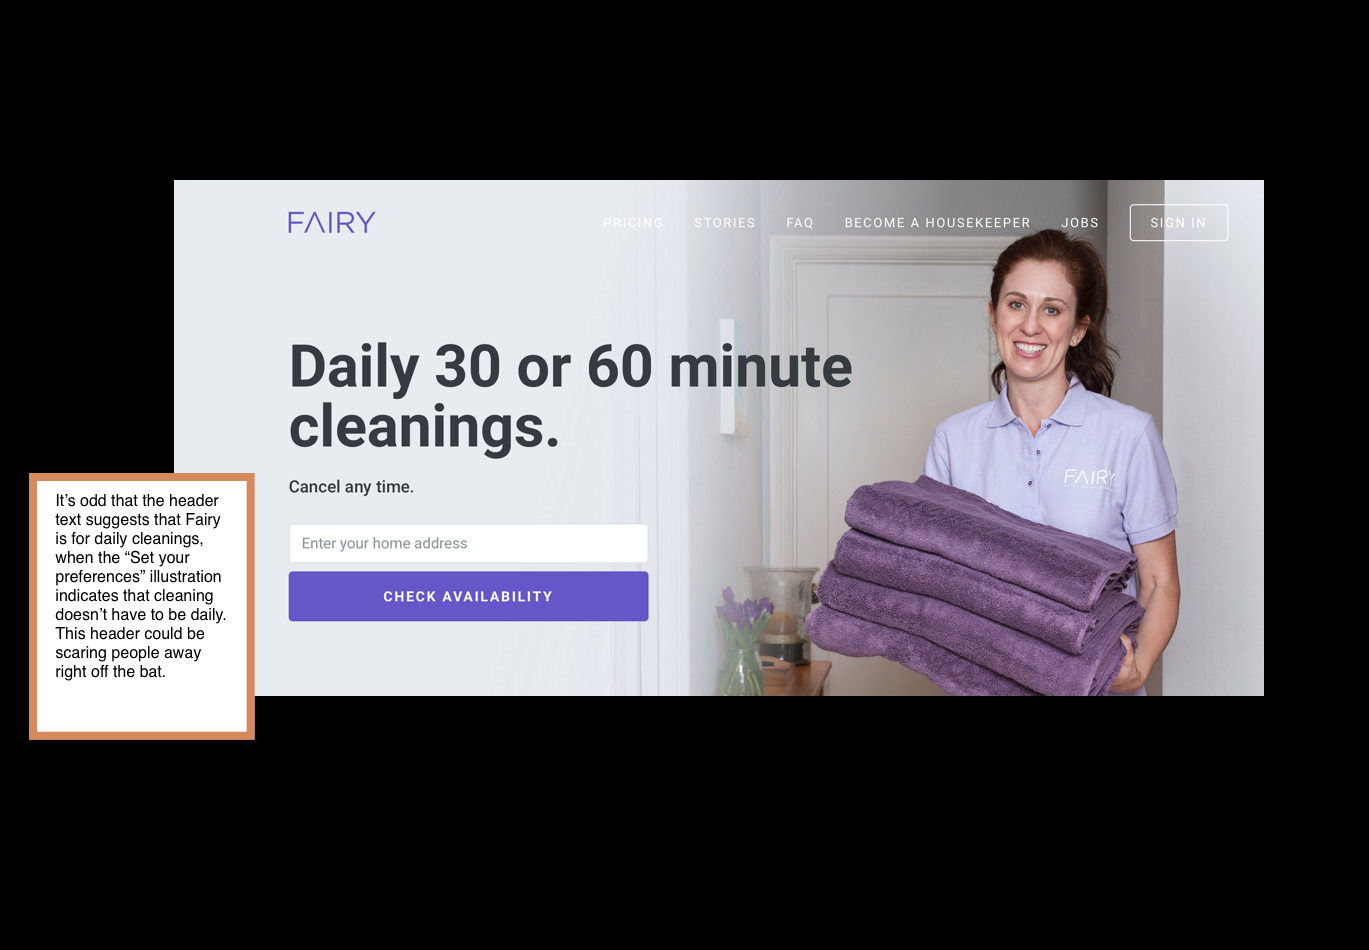 FAIRY
PRICING STORIES FAQ BECOME A HOUSEKEEPER JOBS SIGN IN
Daily 30 or 60 minute
cleanings.
Cancel any time.
Enter your home address
CHECK AVAILABILITY
FAIRY
It’s odd that the header
text suggests that Fairy
is for daily cleanings,
when the “Set your
preferences” illustration
indicates that cleaning
doesn’t have to be daily.
This header could be
scaring people away
right off the bat.